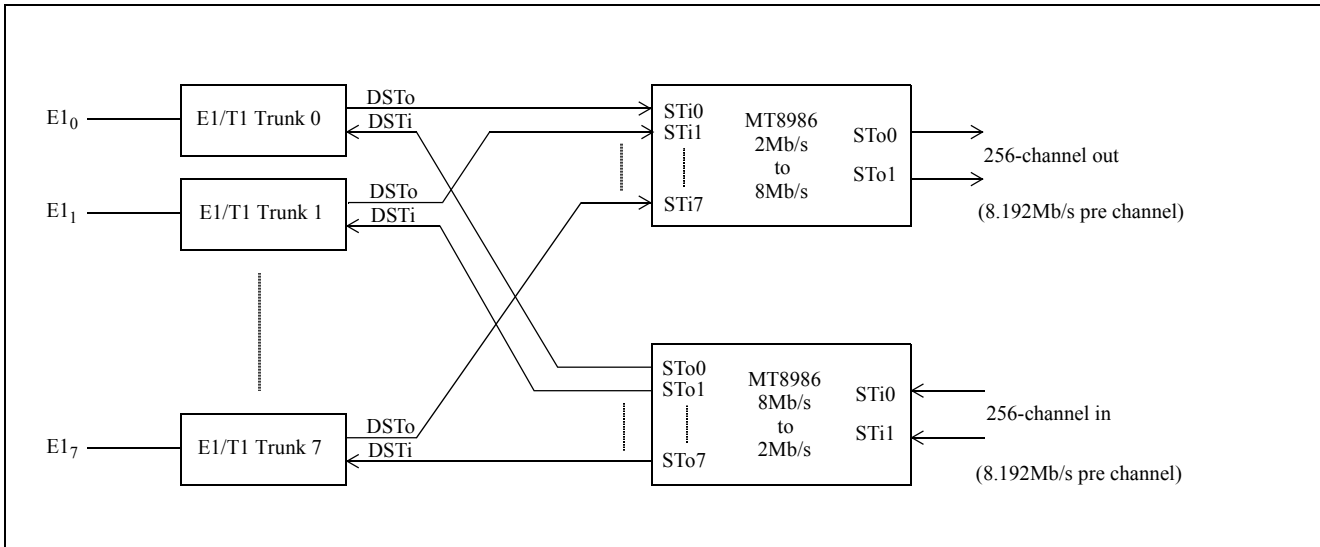 E1₀
E1/T1 Trunk 0
DSTo
DSTi
STi0
STi1
STi7
MT8986
2Mb/s
to
8Mb/s
STo0
STo1
256-channel out
(8.192Mb/s pre channel)
E1₁
E1/T1 Trunk 1
DSTo
DSTi
E1₇
E1/T1 Trunk 7
DSTo
DSTi
STo0
STo1
STo7
MT8986
8Mb/s
to
2Mb/s
STi0
STi1
256-channel in
(8.192Mb/s pre channel)